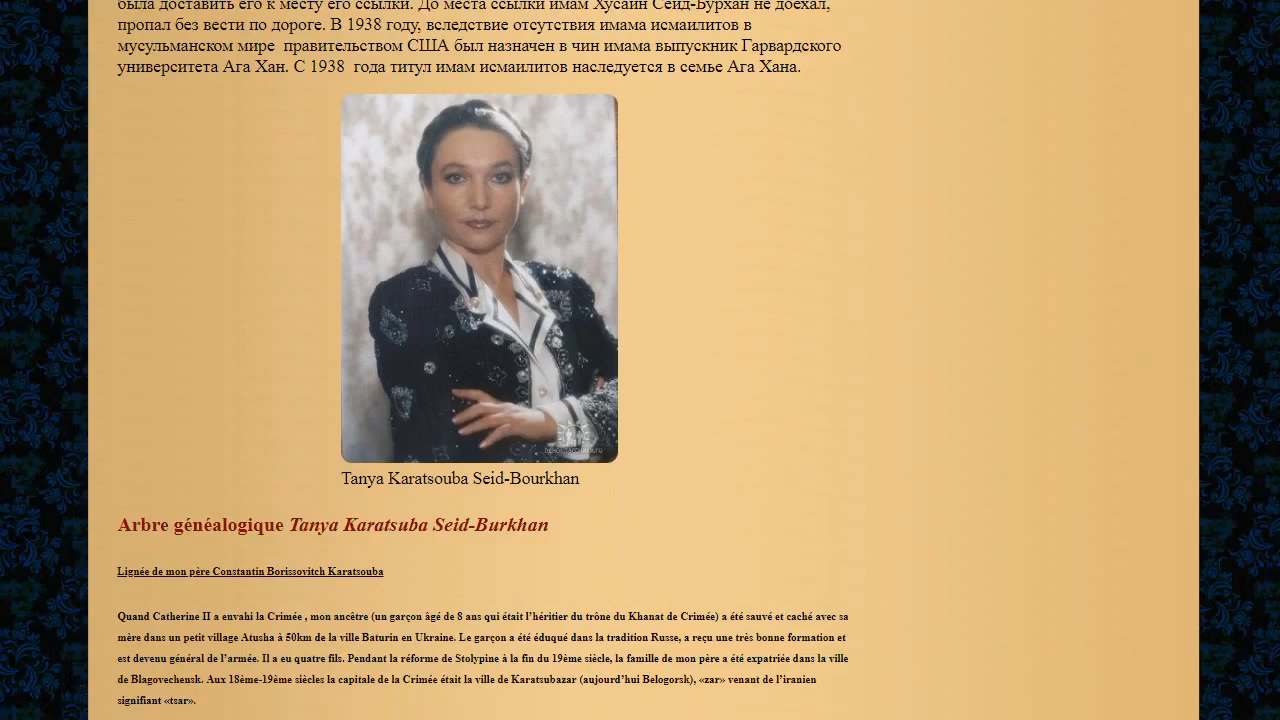 была доставить его к месту его ссылки. До места ссылки имам Хусаин Сейд-Бурхан не доехал,
пропал без вести по дороге. В 1938 году, вследствие отсутствия имама исмаилитов в
мусульманском мире правительством США был назначен в чин имама выпускник Гарвардского
университета Ага Хан. С 1938 года титул имам исмаилитов наследуется в семье Ага Хана.
Tanya Karatsouba Seid-Bourkhan
Arbre généalogique Tanya Karatsuba Seid-Burkhan
Lignée de mon père Constantin Borissovitch Karatsouba
Quand Catherine II a envahi la Crimée , mon ancêtre (un garçon âgé de 8 ans qui était l’héritier du trône du Khanat de Crimée) a été sauvé et caché avec sa
mère dans un petit village Atusha à 50km de la ville Baturin en Ukraine. Le garçon a été éduqué dans la tradition Russe, a reçu une très bonne formation et
est devenu général de l’armée. Il a eu quatre fils. Pendant la réforme de Stolypine à la fin du 19ème siècle, la famille de mon père a été expatriée dans la ville
de Blagovechensk. Aux 18ème-19ème siècles la capitale de la Crimée était la ville de Karatsubazar (aujourd’hui Belogorsk), «zar» venant de l’iranien
signifiant «tsar».